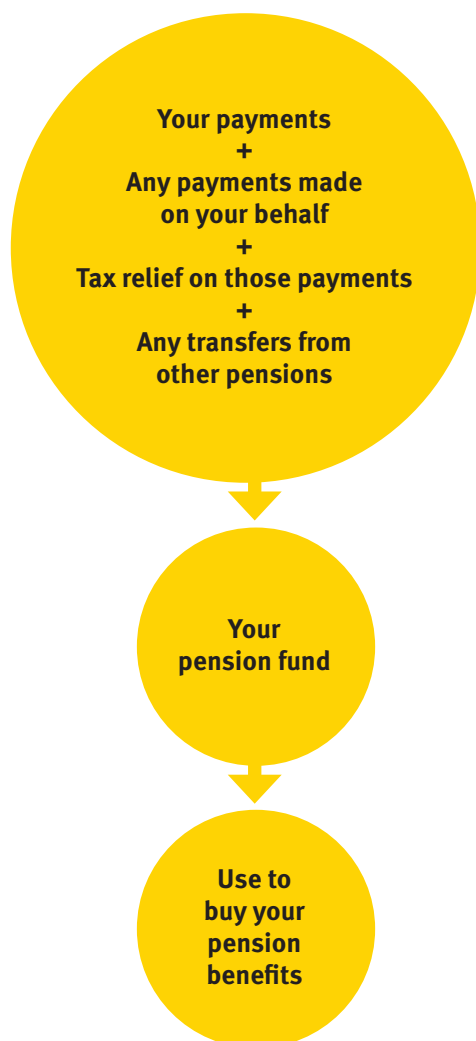 Your payments
+
Any payments made
on your behalf
+
Tax relief on those payments
+
Any transfers from
other pensions
Your
pension fund
Use to
buy your
pension
benefits